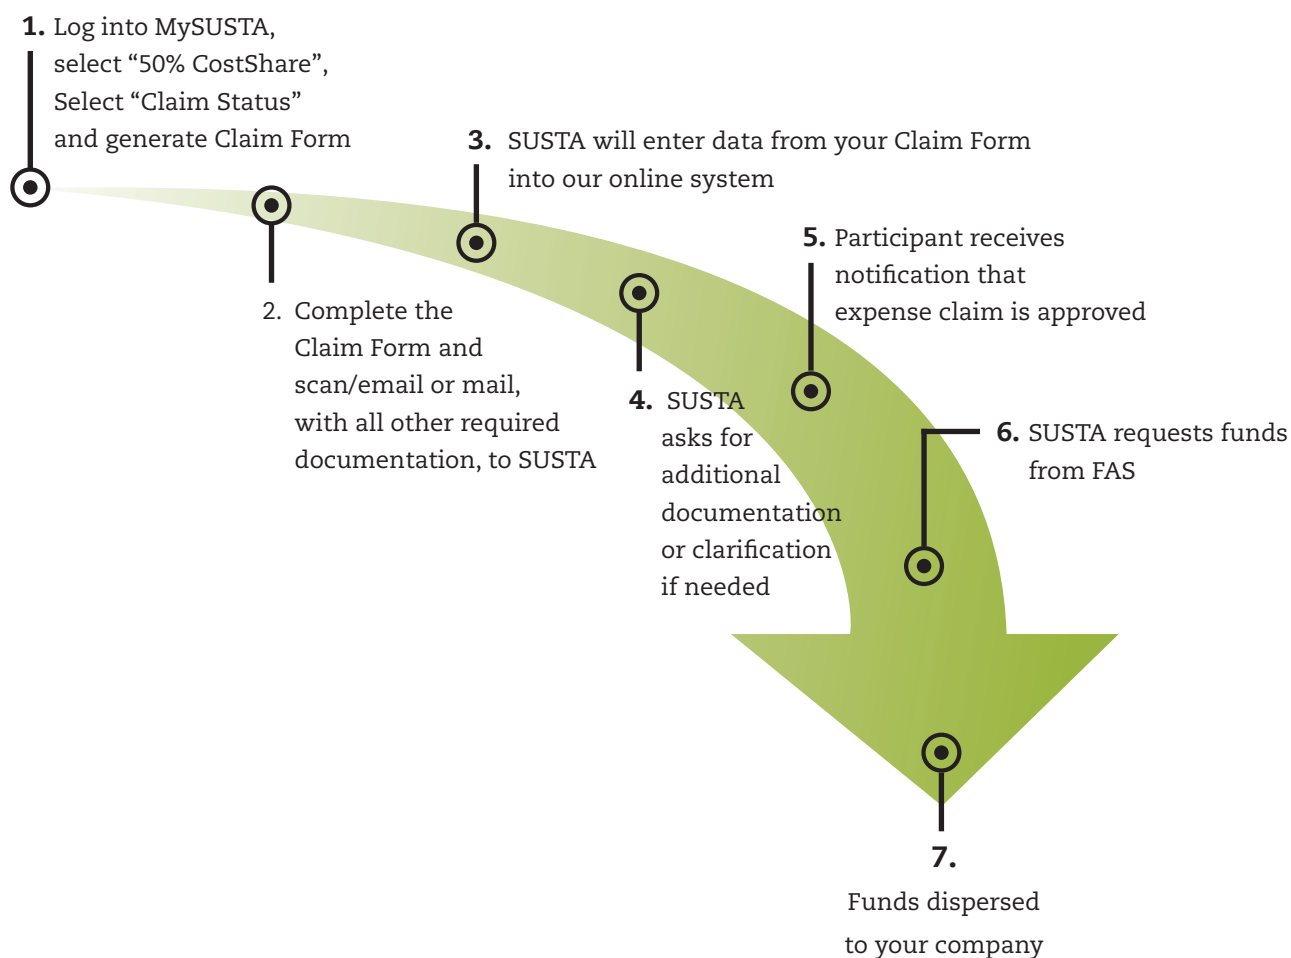 1. Log into MySUSTA,
select “50% CostShare”,
Select “Claim Status”
and generate Claim Form
2. Complete the
Claim Form and
scan/email or mail,
with all other required
documentation, to SUSTA
3. SUSTA will enter data from your Claim Form
into our online system
4. SUSTA
asks for
additional
documentation
or clarification
if needed
5. Participant receives
notification that
expense claim is approved
6. SUSTA requests funds
from FAS
7.
Funds dispersed
to your company